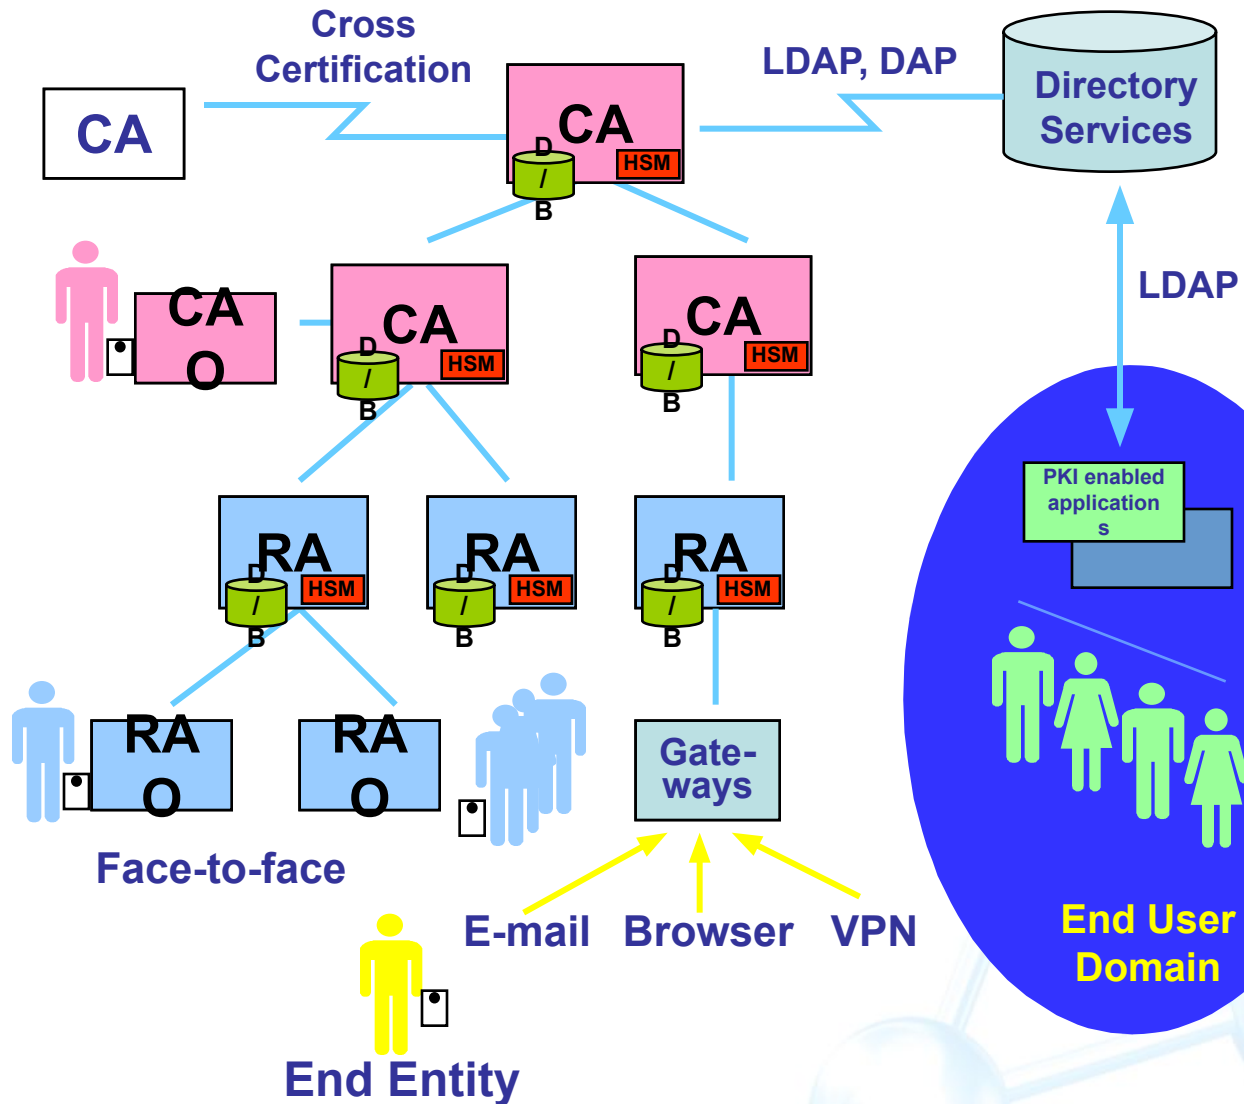 Cross
Certification
LDAP, DAP
Directory
Services
CA
CA
D
/
B
HSM
LDAP
CA
O
CA
D
/
B
HSM
CA
D
/
B
HSM
PKI enabled
application
s
RA
D
/
B
HSM
RA
D
/
B
HSM
RA
D
/
B
HSM
RA
O
RA
O
Gate-
ways
Face-to-face
E-mail
Browser
VPN
End User
Domain
End Entity